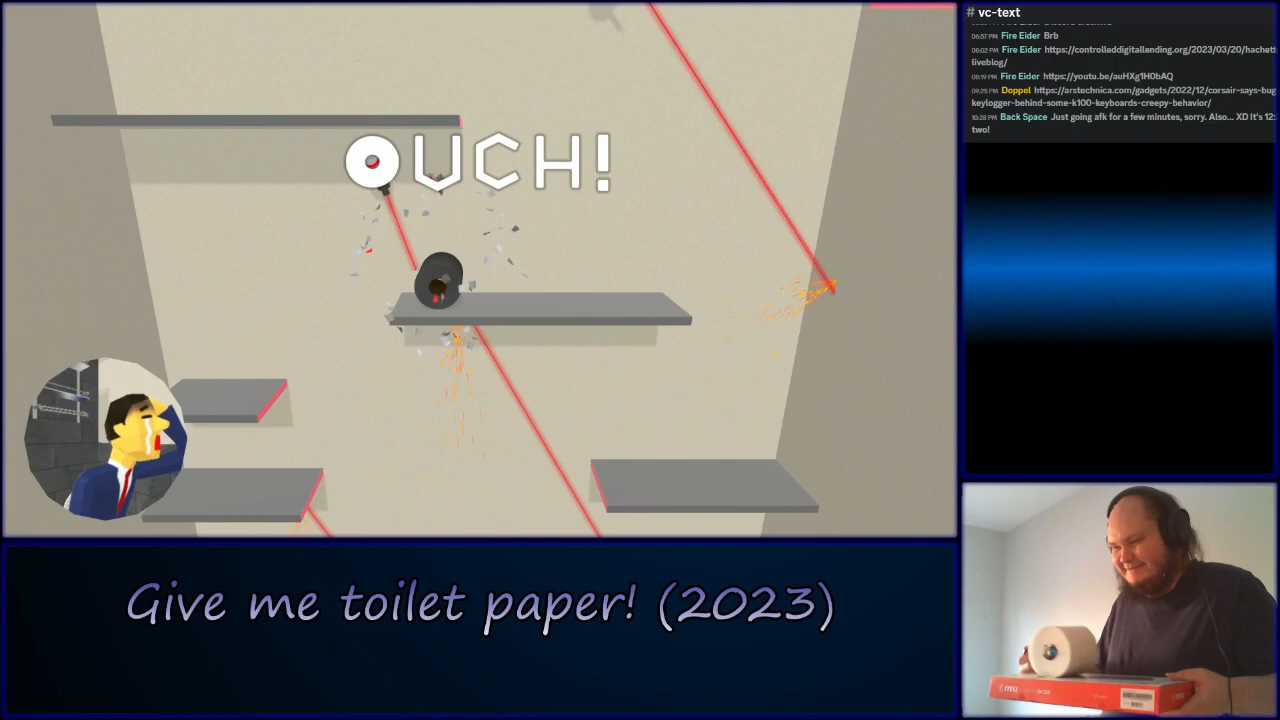 # vc-text
06:57 PM Fire Eider Brb
08:02 PM Fire Eider https://controlleddigitallending.org/2023/03/20/hachett
liveblog/
08:19 PM Fire Eider https://youtu.be/auHXg1H0bAQ
09:25 PM Doppel https://arstechnica.com/gadgets/2022/12/corsair-says-bug
keylogger-behind-some-k100-keyboards-creepy-behavior/
10:28 PM Back Space Just going afk for a few minutes, sorry. Also... XD It's 12:
two!
OUCH!
Give me toilet paper! (2023)
msi